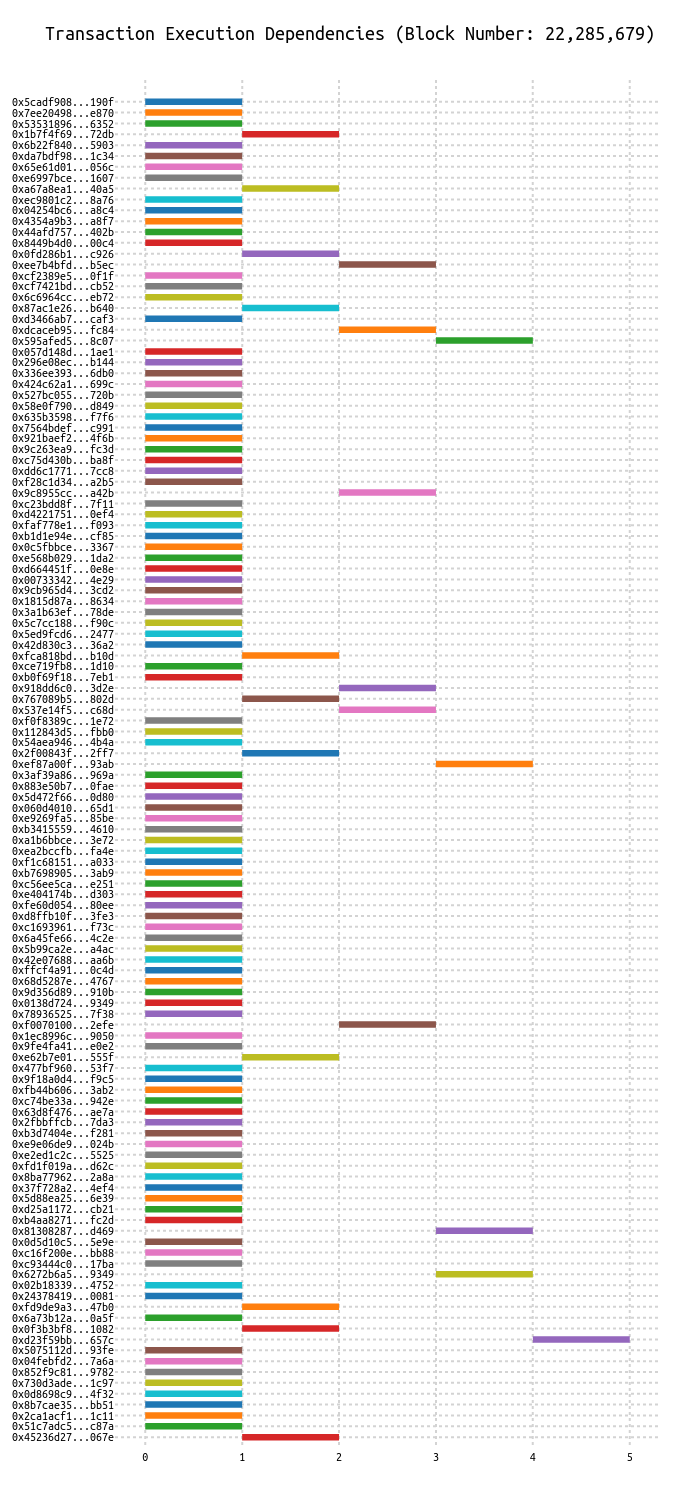 Transaction Execution Dependencies (Block Number: 22,285,679)
0x5cadf908...190f
0x7ee20498...e870
0x53531896...6352
0x1b7f4f69...72db
0x6b22f840...5903
0xda7bdf98...1c34
0x65e61d01...056c
0xe6997bce...1607
0xa67a8ea1...40a5
0xec9801c2...8a76
0x04254bc6...a8c4
0x4354a9b3...a8f7
0x44afd757...402b
0x8449b4d0...00c4
0x0fd286b1...c926
0xee7b4bfd...b5ec
0xcf2389e5...0f1f
0xcf7421bd...cb52
0x6c6964cc...eb72
0x87ac1e26...b640
0xd3466ab7...caf3
0xdcaceb95...fc84
0x595afed5...8c07
0x057d148d...1ae1
0x296e08ec...b144
0x336ee393...6db0
0x424c62a1...699c
0x527bc055...720b
0x58e0f790...d849
0x635b3598...f7f6
0x7564bdef...c991
0x921baef2...4f6b
0x9c263ea9...fc3d
0xc75d430b...ba8f
0xdd6c1771...7cc8
0xf28c1d34...a2b5
0x9c8955cc...a42b
0xc23bdd8f...7f11
0xd4221751...0ef4
0xfaf778e1...f093
0xb1d1e94e...cf85
0x0c5fbbce...3367
0xe568b029...1da2
0xd664451f...0e8e
0x00733342...4e29
0x9cb965d4...3cd2
0x1815d87a...8634
0x3a1b63ef...78de
0x5c7cc188...f90c
0x5ed9fcd6...2477
0x42d830c3...36a2
0xfca818bd...b10d
0xce719fb8...1d10
0xb0f69f18...7eb1
0x918dd6c0...3d2e
0x767089b5...802d
0x537e14f5...c68d
0xf0f8389c...1e72
0x112843d5...fbb0
0x54aea946...4b4a
0x2f00843f...2ff7
0xef87a00f...93ab
0x3af39a86...969a
0x883e50b7...0fae
0x5d472f66...0d80
0x060d4010...65d1
0xe9269fa5...85be
0xb3415559...4610
0xa1b6bbce...3e72
0xea2bccfb...fa4e
0xf1c68151...a033
0xb7698905...3ab9
0xc56ee5ca...e251
0xe404174b...d303
0xfe60d054...80ee
0xd8ffb10f...3fe3
0xc1693961...f73c
0x6a45fe66...4c2e
0x5b99ca2e...a4ac
0x42e07688...aa6b
0xffcf4a91...0c4d
0x68d5287e...4767
0x9d356d89...910b
0x0138d724...9349
0x78936525...7f38
0xf0070100...2efe
0x1ec8996c...9050
0x9fe4fa41...e0e2
0xe62b7e01...555f
0x477bf960...53f7
0x9f18a0d4...f9c5
0xfb44b606...3ab2
0xc74be33a...942e
0x63d8f476...ae7a
0x2fbbffcb...7da3
0xb3d7404e...f281
0xe9e06de9...024b
0xe2ed1c2c...5525
0xfd1f019a...d62c
0x8ba77962...2a8a
0x37f728a2...4ef4
0x5d88ea25...6e39
0xd25a1172...cb21
0xb4aa8271...fc2d
0x81308287...d469
0x0d5d10c5...5e9e
0xc16f200e...bb88
0xc93444c0...17ba
0x6272b6a5...9349
0x02b18339...4752
0x24378419...0081
0xfd9de9a3...47b0
0x6a73b12a...0a5f
0x0f3b3bf8...1082
0xd23f59bb...657c
0x5075112d...93fe
0x04febfd2...7a6a
0x852f9c81...9782
0x730d3ade...1c97
0x0d8698c9...4f32
0x8b7cae35...bb51
0x2ca1acf1...1c11
0x51c7adc5...c87a
0x45236d27...067e
0 1 2 3 4 5